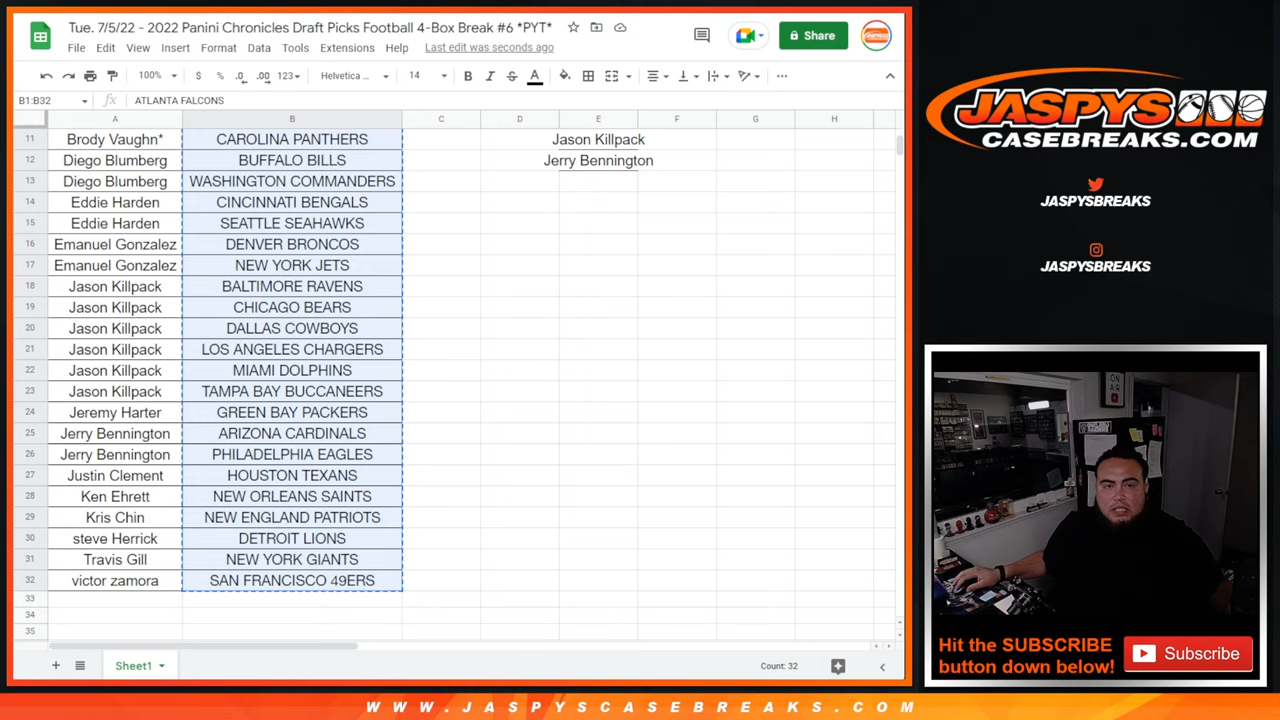 Tue. 7/5/22 - 2022 Panini Chronicles Draft Picks Football 4-Box Break #6 *PYT*
Share
File Edit View Insert Format Data Tools Extensions Help Last edit was seconds ago
100% $ % .0 .00 123 Helvetica ... 14 B I S A
B1:B32 fx ATLANTA FALCONS
A B C D E F G H
11 Brody Vaughn* CAROLINA PANTHERS Jason Killpack
12 Diego Blumberg BUFFALO BILLS Jerry Bennington
13 Diego Blumberg WASHINGTON COMMANDERS
14 Eddie Harden CINCINNATI BENGALS
15 Eddie Harden SEATTLE SEAHAWKS
16 Emanuel Gonzalez DENVER BRONCOS
17 Emanuel Gonzalez NEW YORK JETS
18 Jason Killpack BALTIMORE RAVENS
19 Jason Killpack CHICAGO BEARS
20 Jason Killpack DALLAS COWBOYS
21 Jason Killpack LOS ANGELES CHARGERS
22 Jason Killpack MIAMI DOLPHINS
23 Jason Killpack TAMPA BAY BUCCANEERS
24 Jeremy Harter GREEN BAY PACKERS
25 Jerry Bennington ARIZONA CARDINALS
26 Jerry Bennington PHILADELPHIA EAGLES
27 Justin Clement HOUSTON TEXANS
28 Ken Ehrett NEW ORLEANS SAINTS
29 Kris Chin NEW ENGLAND PATRIOTS
30 steve Herrick DETROIT LIONS
31 Travis Gill NEW YORK GIANTS
32 victor zamora SAN FRANCISCO 49ERS
33
34
35
Sheet1 Count: 32
JASPYS
CASEBREAKS.COM
JASPYSBREAKS
JASPYSBREAKS
ON AIR
Hit the SUBSCRIBE
button down below!
Subscribe
WWW.JASPYSCASEBREAKS.COM